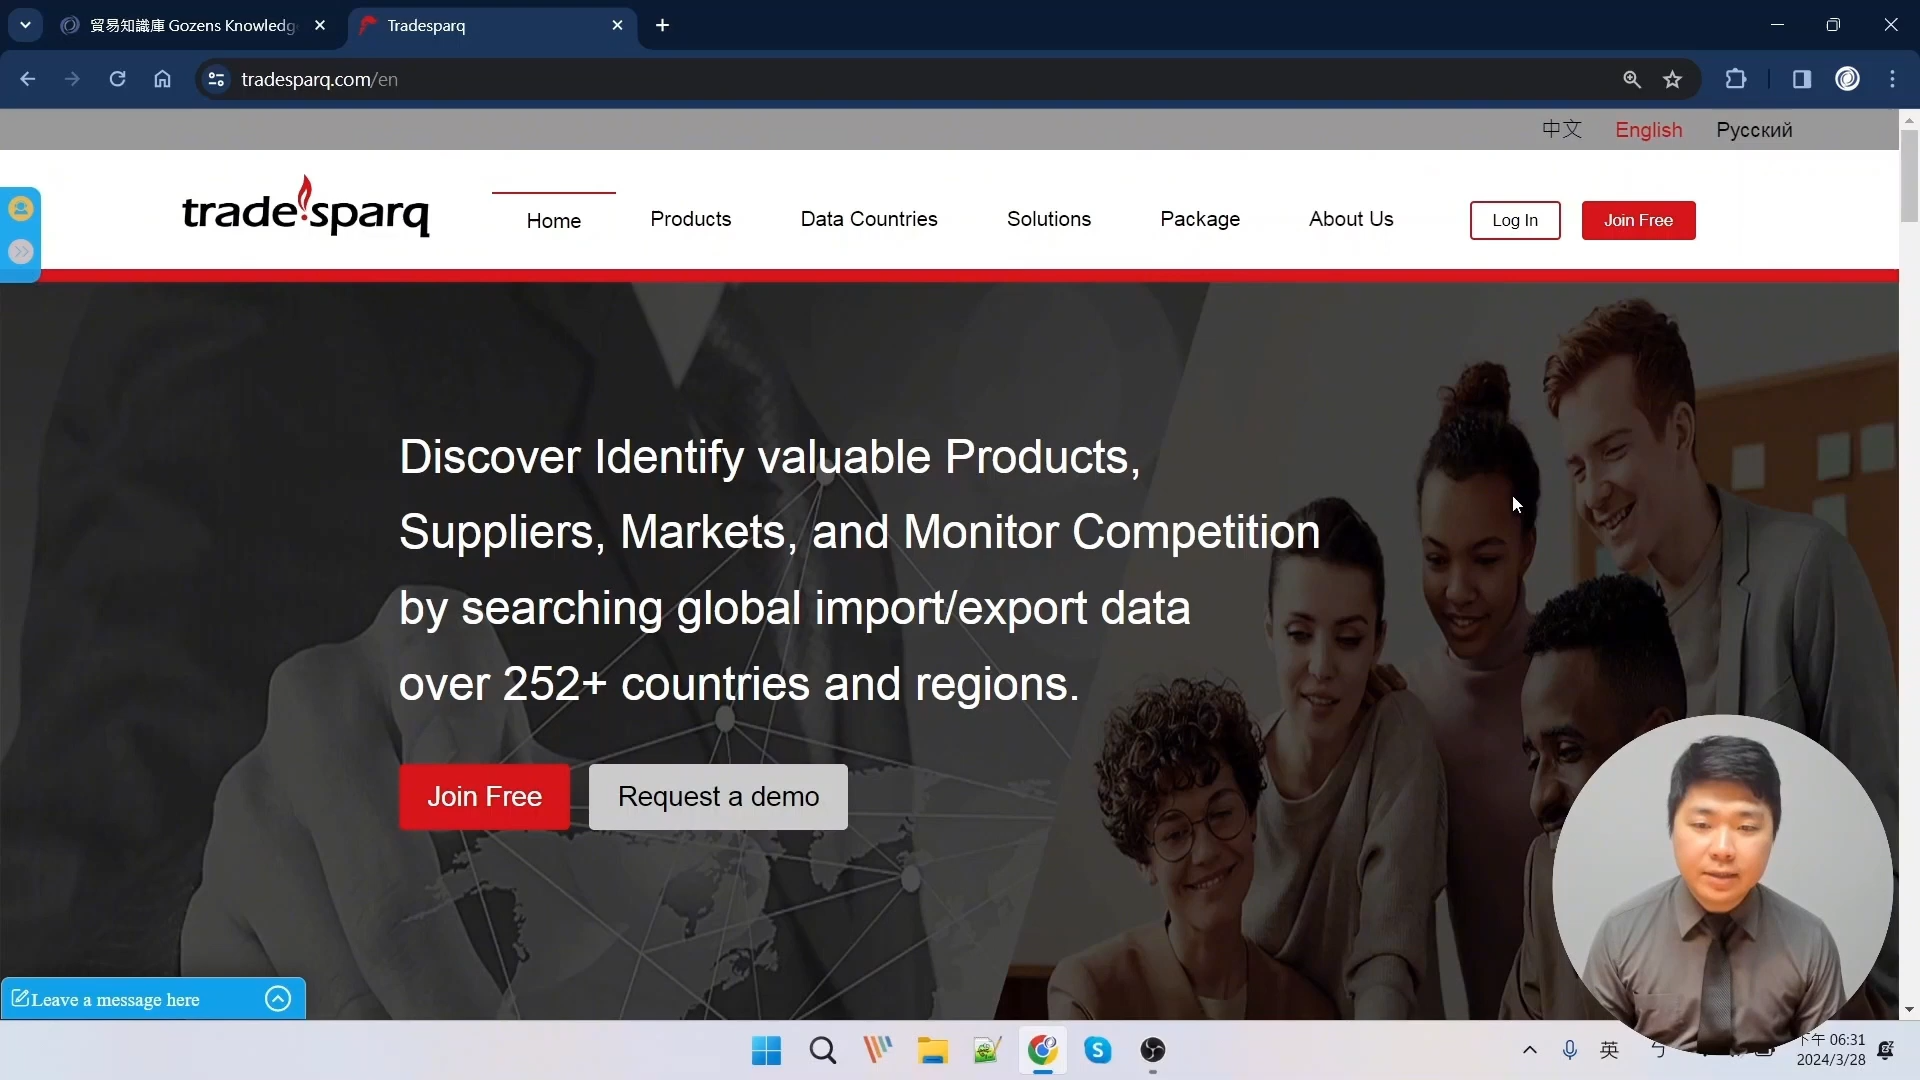 貿易知識庫 Gozens Knowledg
Tradesparq
tradesparq.com/en
中文 English Русский
tradesparq
Home Products Data Countries Solutions Package About Us Log In Join Free
Discover Identify valuable Products,
Suppliers, Markets, and Monitor Competition
by searching global import/export data
over 252+ countries and regions.
Join Free Request a demo
Leave a message here
英 ㄅ
下午 06:31
2024/3/28